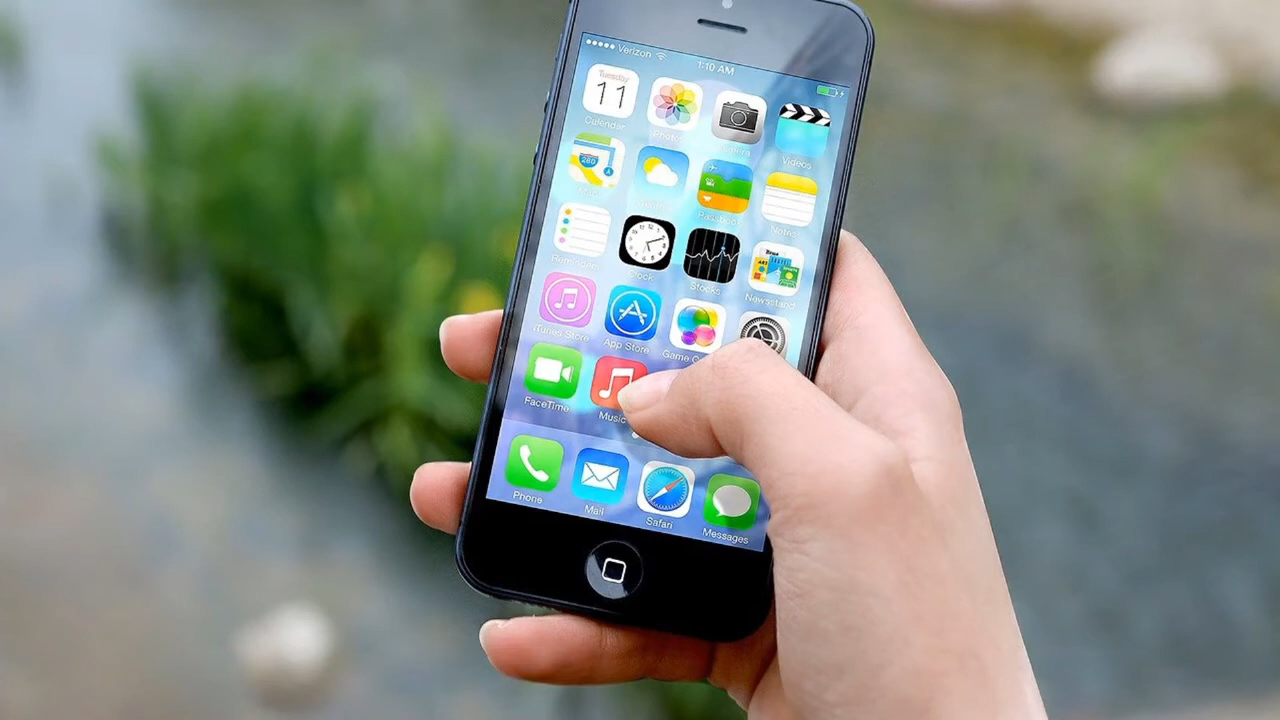 Verizon 1:10 AM
Tuesday
11
Calendar Photos Camera Videos
280
Passbook Notes
Reminders Clock Stocks Newsstand
iTunes Store App Store Game
FaceTime Music
Phone Mail Safari Messages